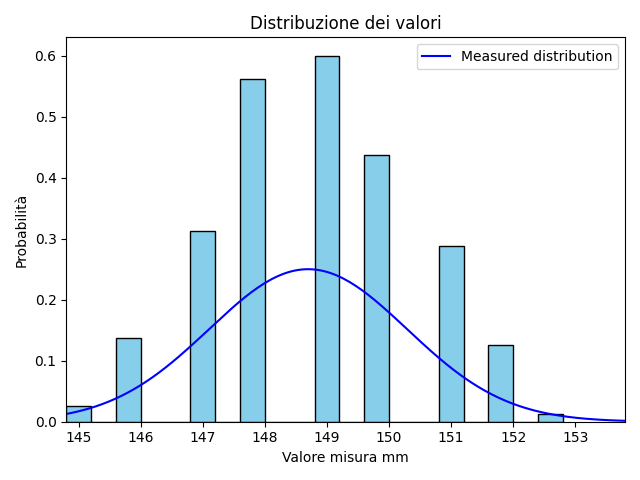 Distribuzione dei valori
Measured distribution
Probabilità
0.6
0.5
0.4
0.3
0.2
0.1
0.0
145 146 147 148 149 150 151 152 153
Valore misura mm